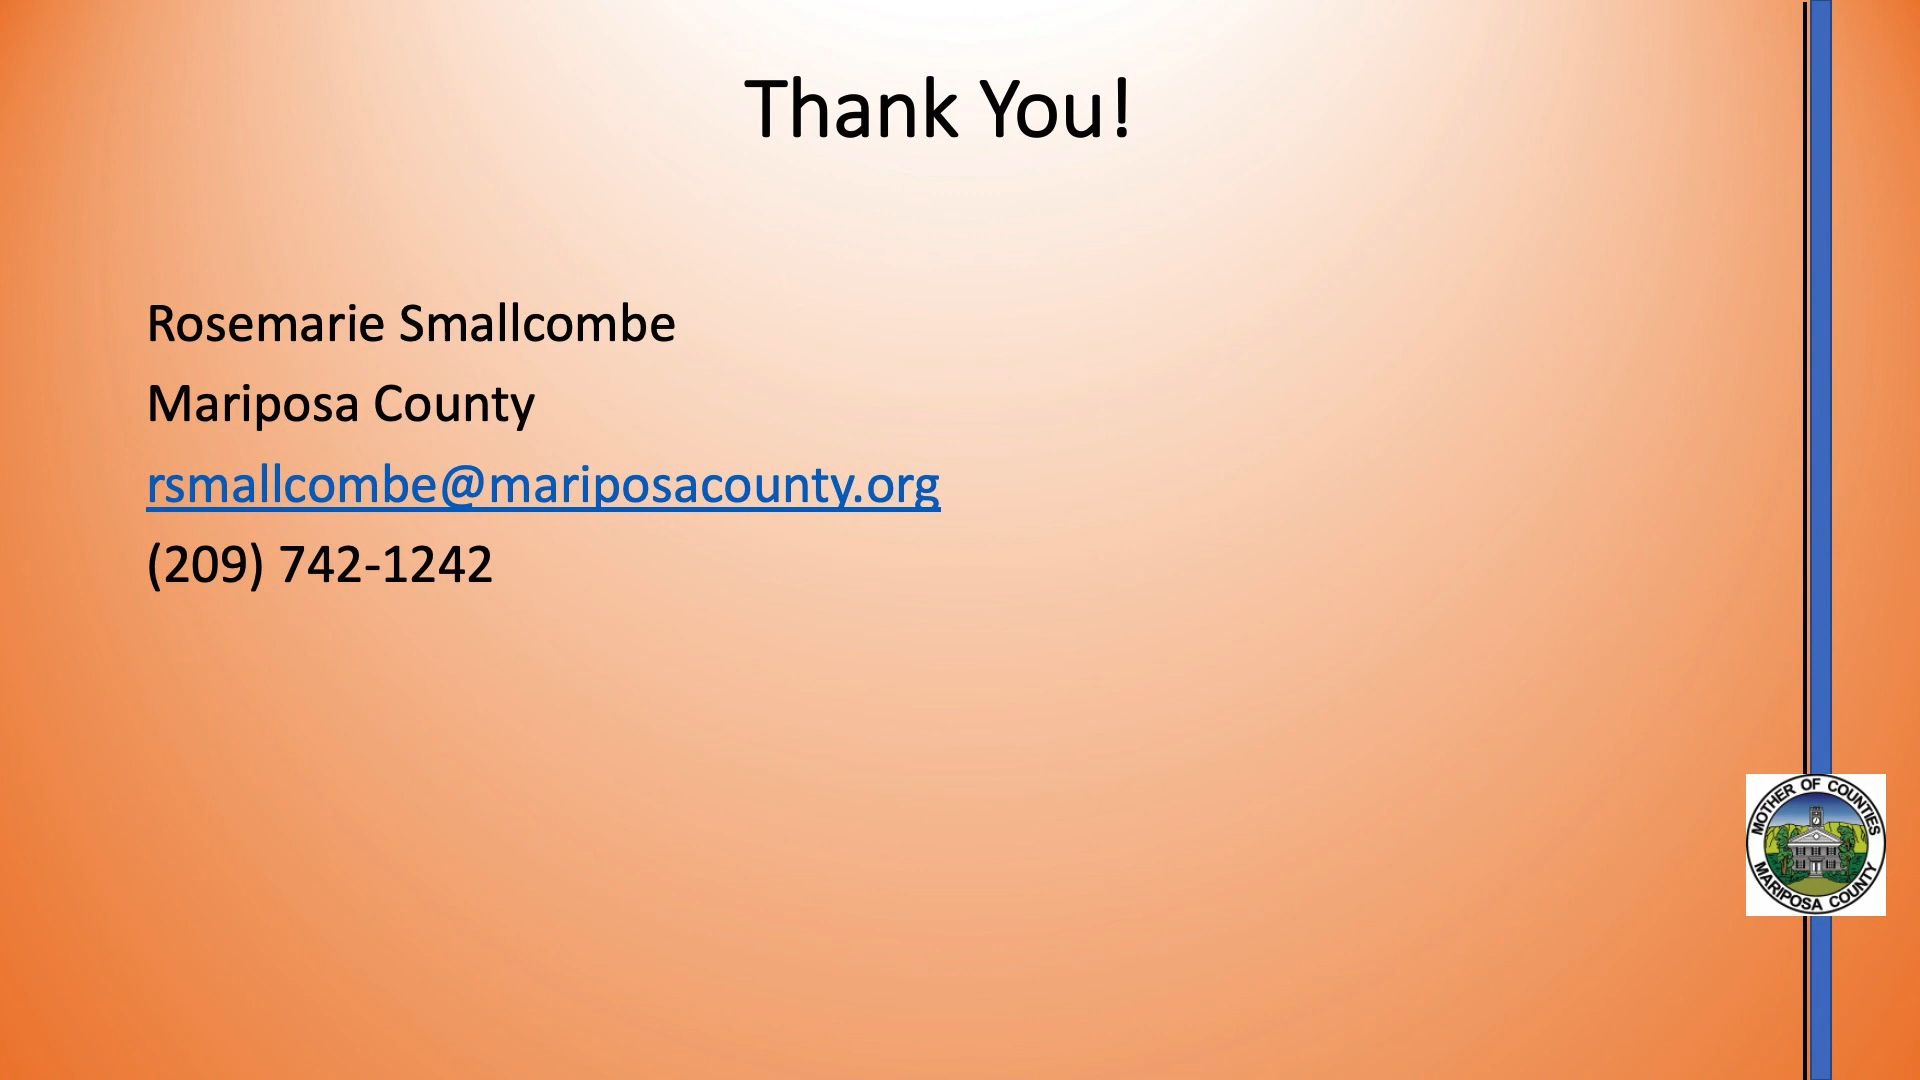 Thank You!
Rosemarie Smallcombe
Mariposa County
rsmallcombe@mariposacounty.org
(209) 742-1242
MOTHER OF COUNTIES
MARIPOSA COUNTY